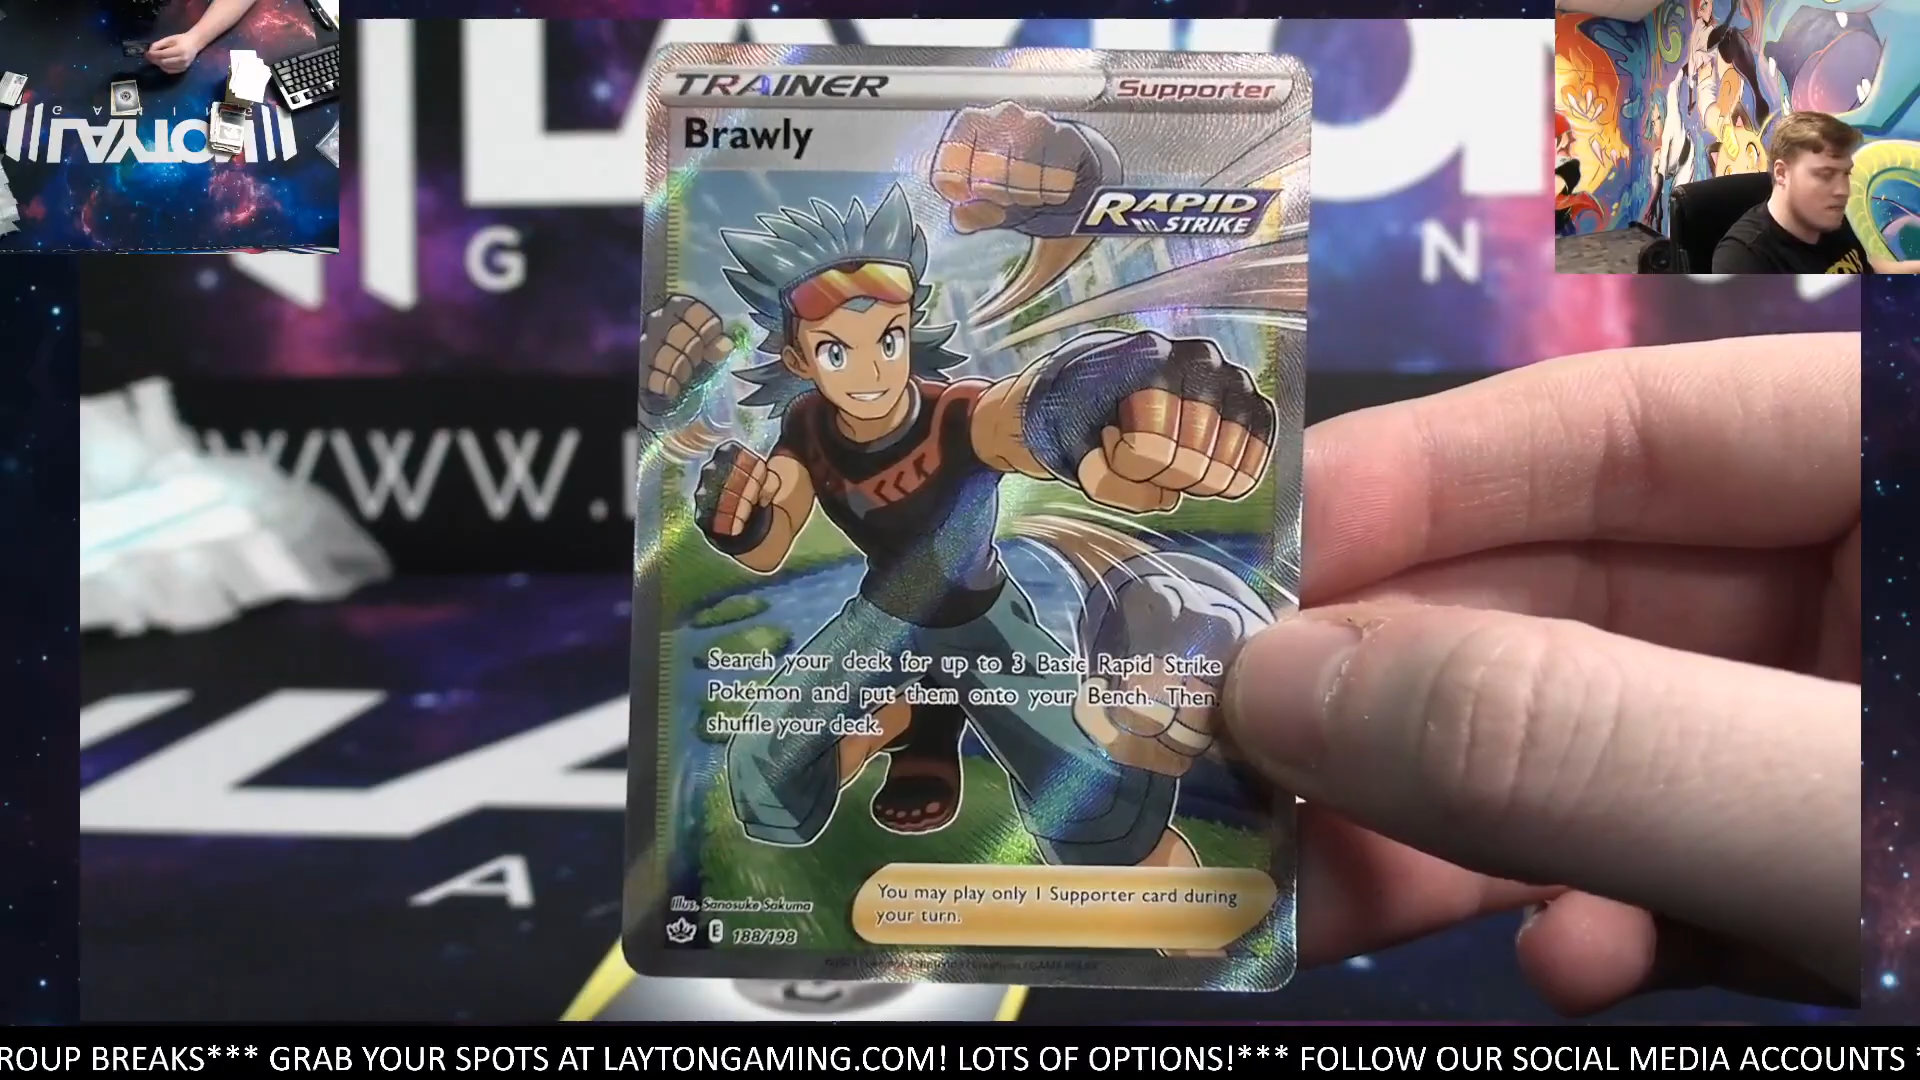 TRAINER
Supporter
Brawly
RAPID
STRIKE
G
N
WWW.
Search your deck for up to 3 Basic Rapid Strike
Pokémon and put them onto your Bench. Then,
shuffle your deck.
A
You may play only 1 Supporter card during
your turn.
Illus. Sanosuke Sakuma
E 188/198
ROUP BREAKS*** GRAB YOUR SPOTS AT LAYTONGAMING.COM! LOTS OF OPTIONS!*** FOLLOW OUR SOCIAL MEDIA ACCOUNTS *